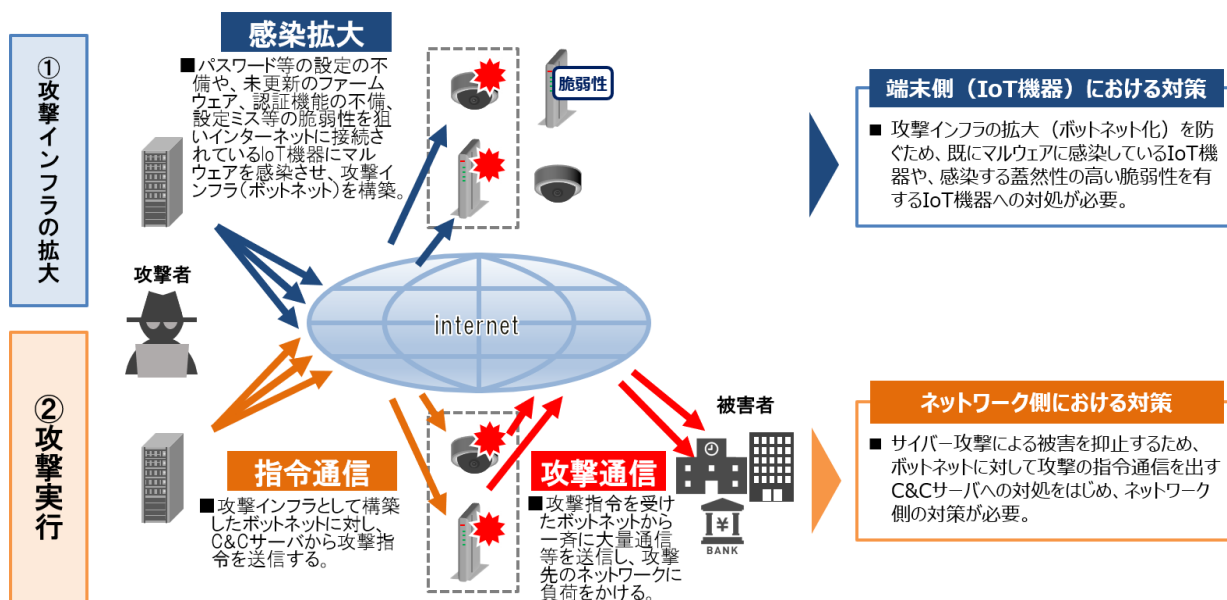 ①攻撃インフラの拡大
感染拡大
■パスワード等の設定の不
備や、未更新のファーム
ウェア、認証機能の不備、
設定ミス等の脆弱性を狙
いインターネットに接続さ
れているIoT機器にマル
ウェアを感染させ、攻撃イ
ンフラ(ボットネット)を構築。
脆弱性
端末側（IoT機器）における対策
■ 攻撃インフラの拡大（ボットネット化）を防
ぐため、既にマルウェアに感染しているIoT機
器や、感染する蓋然性の高い脆弱性を有
するIoT機器への対処が必要。
攻撃者
internet
②攻撃実行
指令通信
■攻撃インフラとして構築
したボットネットに対し、
C&Cサーバから攻撃指
令を送信する。
攻撃通信
■攻撃指令を受け
たボットネットから
一斉に大量通信
等を送信し、攻撃
先のネットワークに
負荷をかける。
被害者
¥
BANK
ネットワーク側における対策
■ サイバー攻撃による被害を抑止するため、
ボットネットに対して攻撃の指令通信を出す
C&Cサーバへの対処をはじめ、ネットワーク
側の対策が必要。